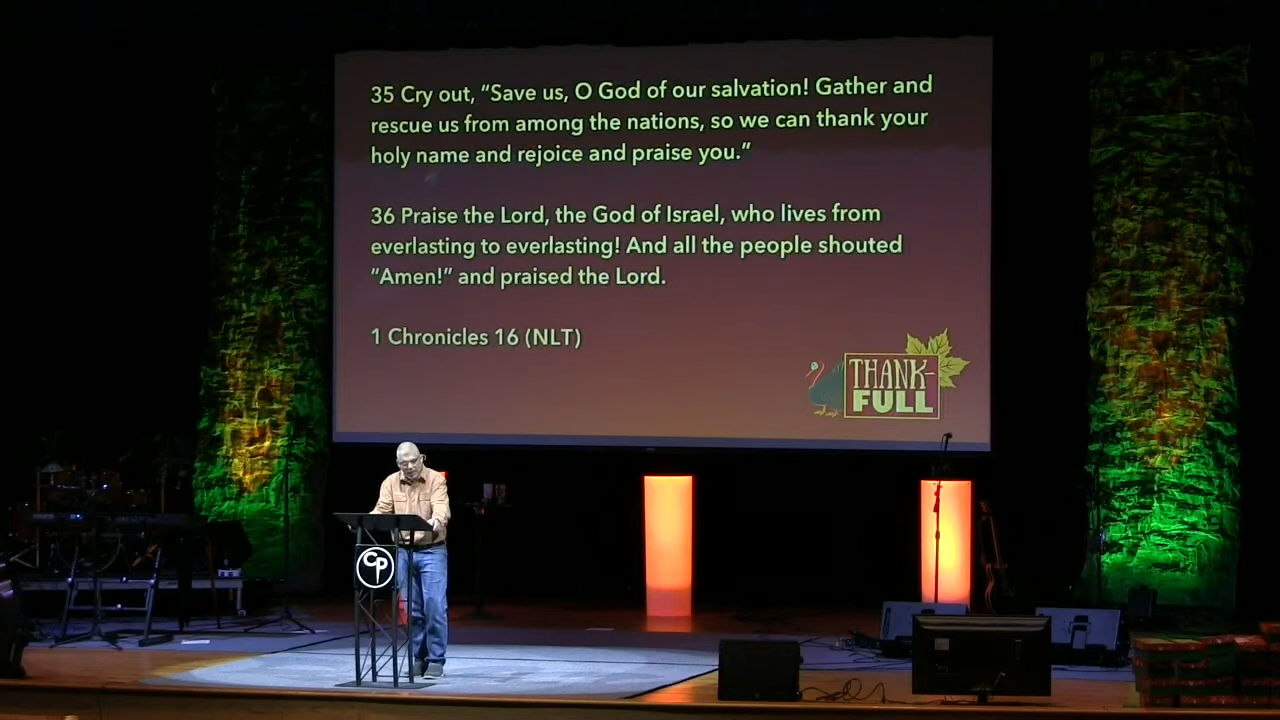 35 Cry out, “Save us, O God of our salvation! Gather and
rescue us from among the nations, so we can thank your
holy name and rejoice and praise you.”
36 Praise the Lord, the God of Israel, who lives from
everlasting to everlasting! And all the people shouted
“Amen!” and praised the Lord.
1 Chronicles 16 (NLT)
THANK-
FULL
CP